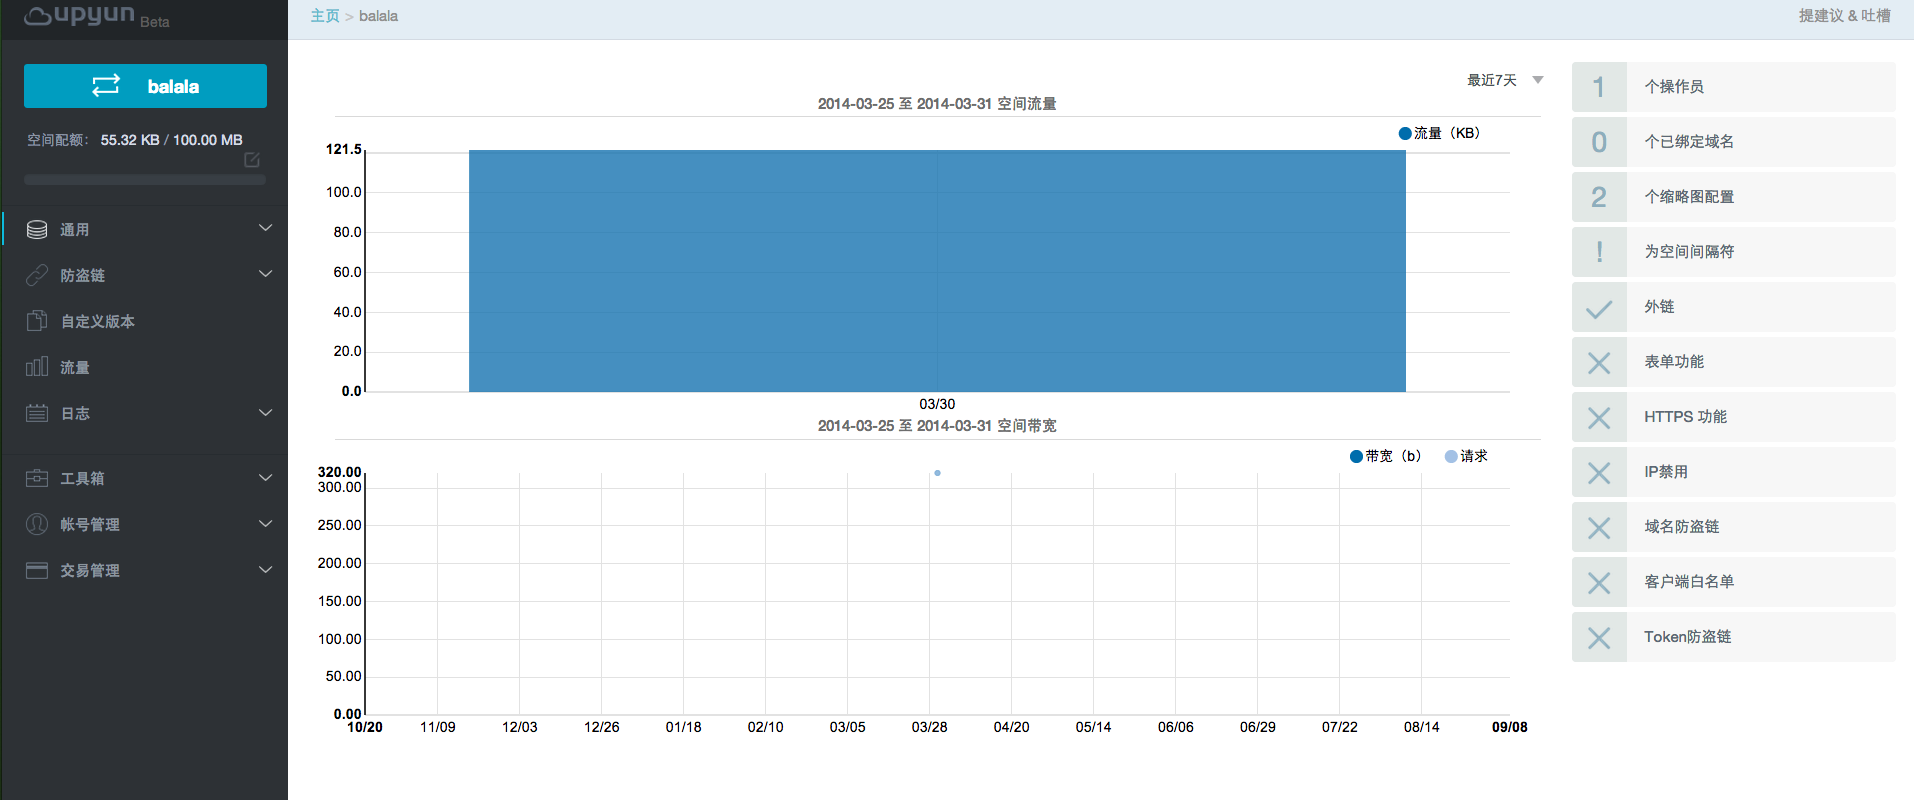 upyun Beta
主页 > balala
提建议 & 吐槽
balala
空间配额： 55.32 KB / 100.00 MB
通用
防盗链
自定义版本
流量
日志
工具箱
帐号管理
交易管理
最近7天
2014-03-25 至 2014-03-31 空间流量
流量（KB）
121.5
100.0
80.0
60.0
40.0
20.0
0.0
03/30
2014-03-25 至 2014-03-31 空间带宽
带宽（b） 请求
320.00
300.00
250.00
200.00
150.00
100.00
50.00
0.00
10/20 11/09 12/03 12/26 01/18 02/10 03/05 03/28 04/20 05/14 06/06 06/29 07/22 08/14 09/08
1 个操作员
0 个已绑定域名
2 个缩略图配置
! 为空间间隔符
外链
表单功能
HTTPS 功能
IP禁用
域名防盗链
客户端白名单
Token防盗链